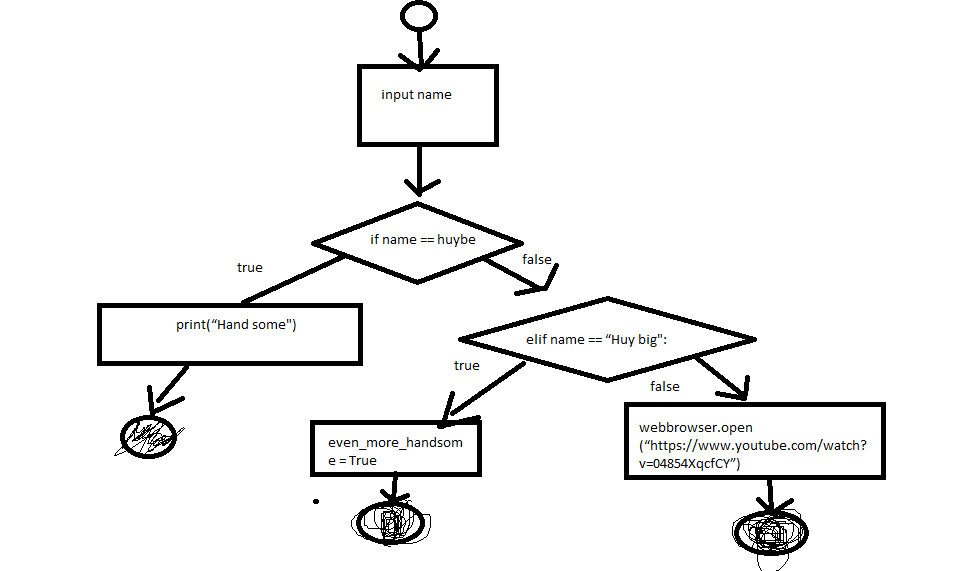 input name
if name == huybe
true
false
print(“Hand some")
elif name == “Huy big":
true
false
even_more_handsom
e = True
webbrowser.open
(“https://www.youtube.com/watch?
v=04854XqcfCY”)